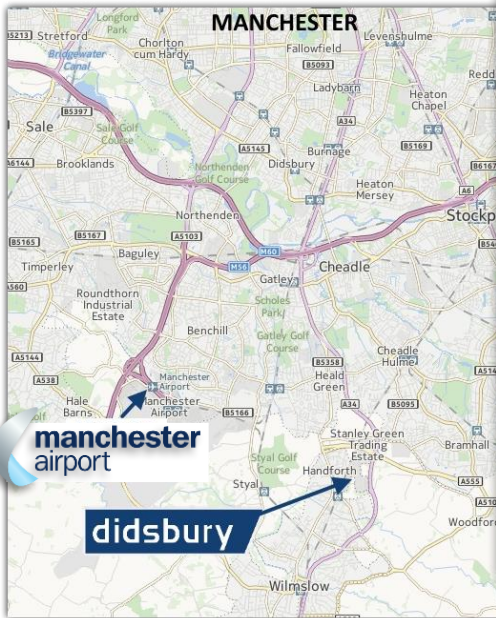 MANCHESTER
Longford
Park
B5213
Stretford
Chorlton
cum Hardy
Levenshulme
Fallowfield
Bridgewater
Canal
B5093
Redd
Ladybarn
Heaton
Chapel
B5397
A34
Sale
Sale Golf
Course
A5145
Burnage
B5169
A6144
Brooklands
Northenden
Golf Course
Didsbury
B6167
Heaton
Mersey
A6
Northenden
Stockp
B5165
B5167
A5103
Baguley
M60
M56
Cheadle
Timperley
Gatley
A560
Roundthorn
Industrial
Estate
Scholes
Park
Benchill
Gatley Golf
Course
A5144
B5358
Cheadle
Hulme
A538
Manchester
Airport
Heald
Green
Hale
Barns
Manchester
Airport
B5166
A34
B5095
manchester
airport
Stanley Green
Trading
Estate
Bramhall
Styal Golf
Course
Handforth
Styal
A555
didsbury
Woodfor
Wilmslow